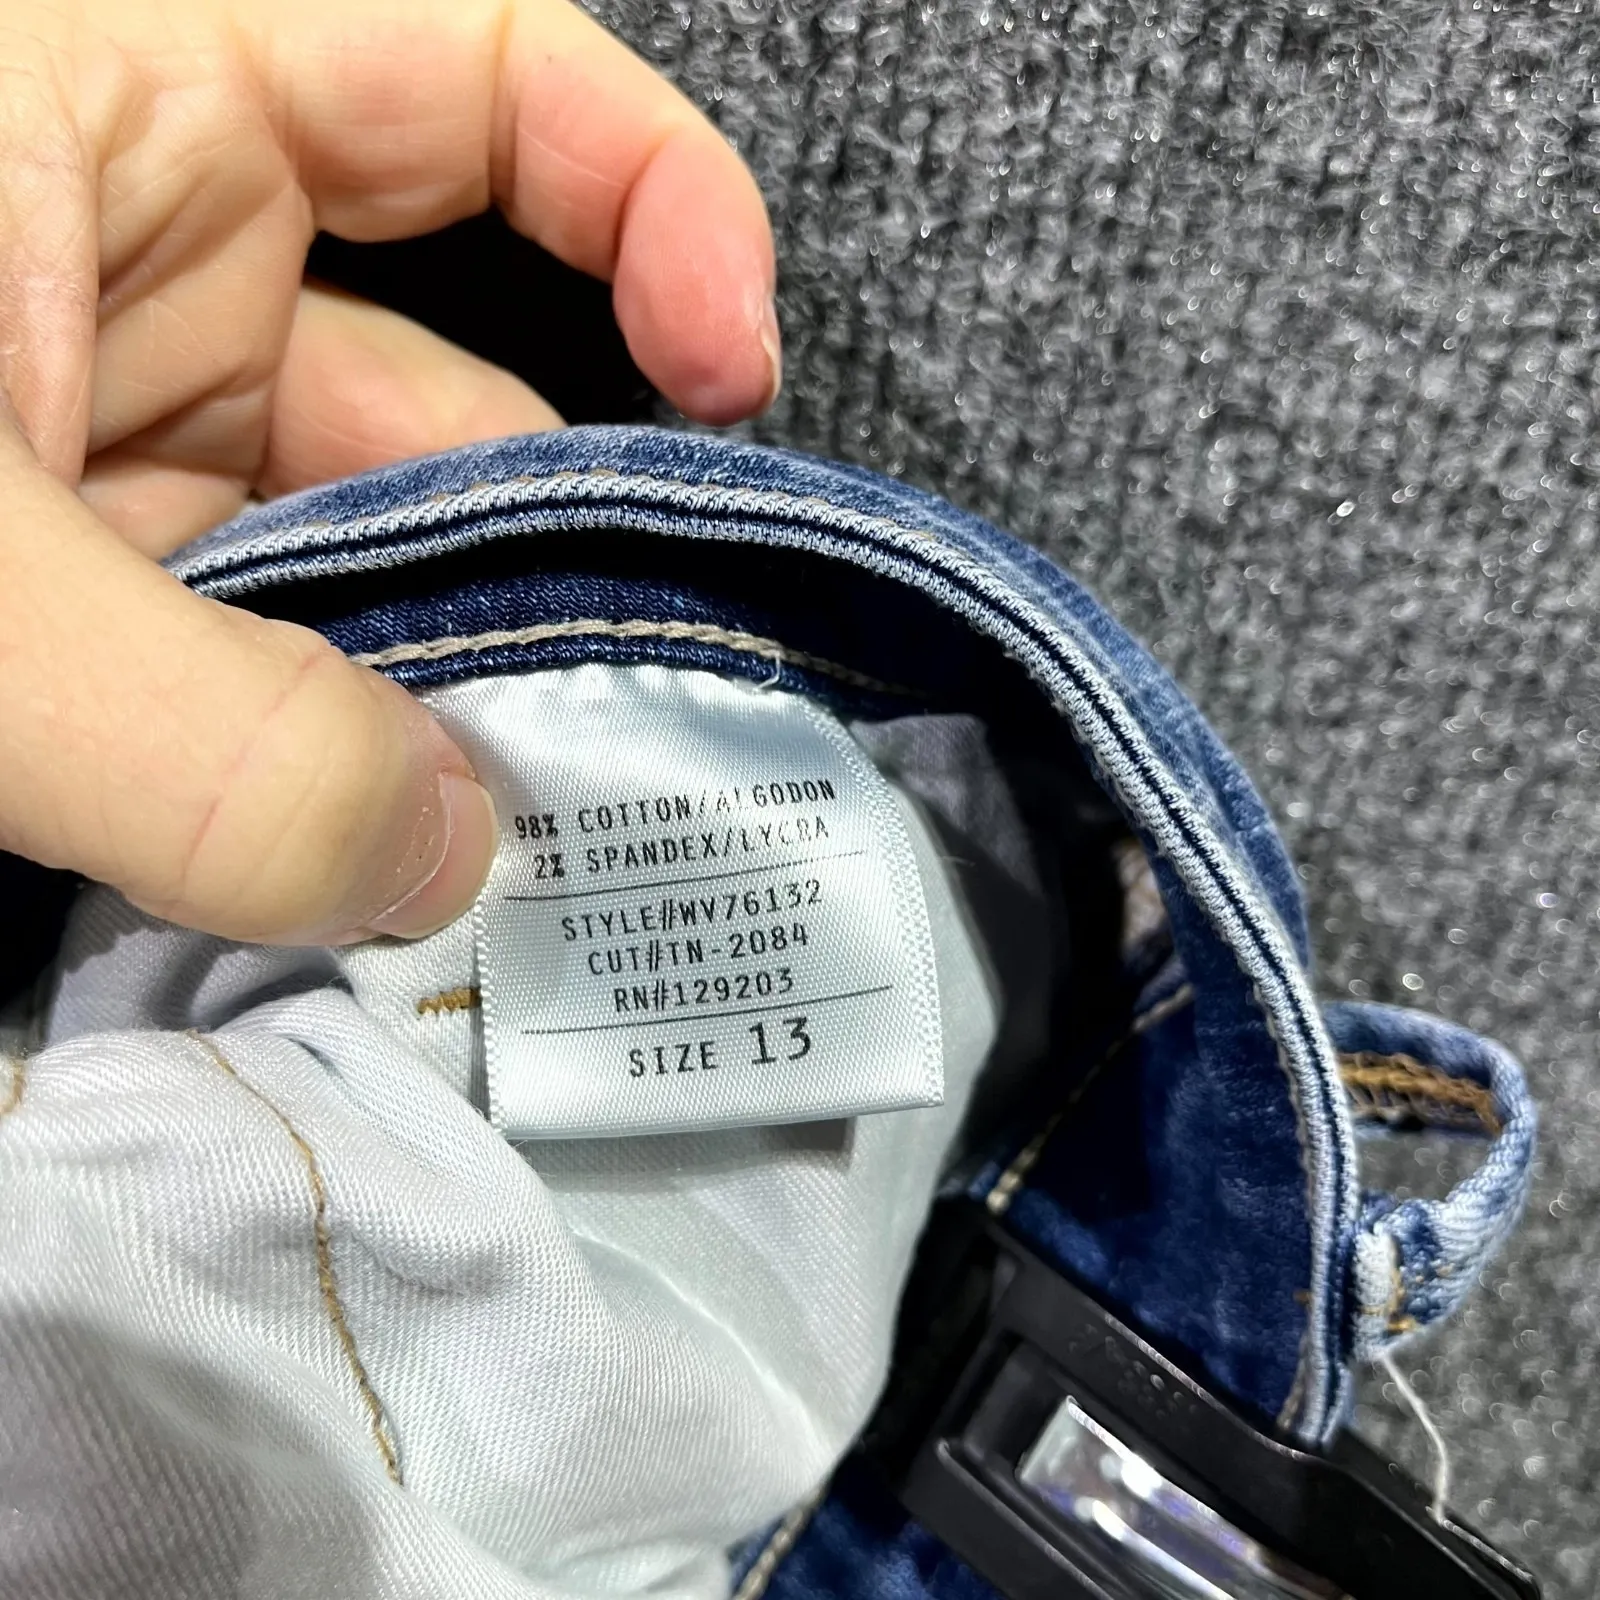 98% COTTON/ALGODON
2% SPANDEX/LYCRA
STYLE#WV76132
CUT#TN-2084
RN#129203
SIZE 13